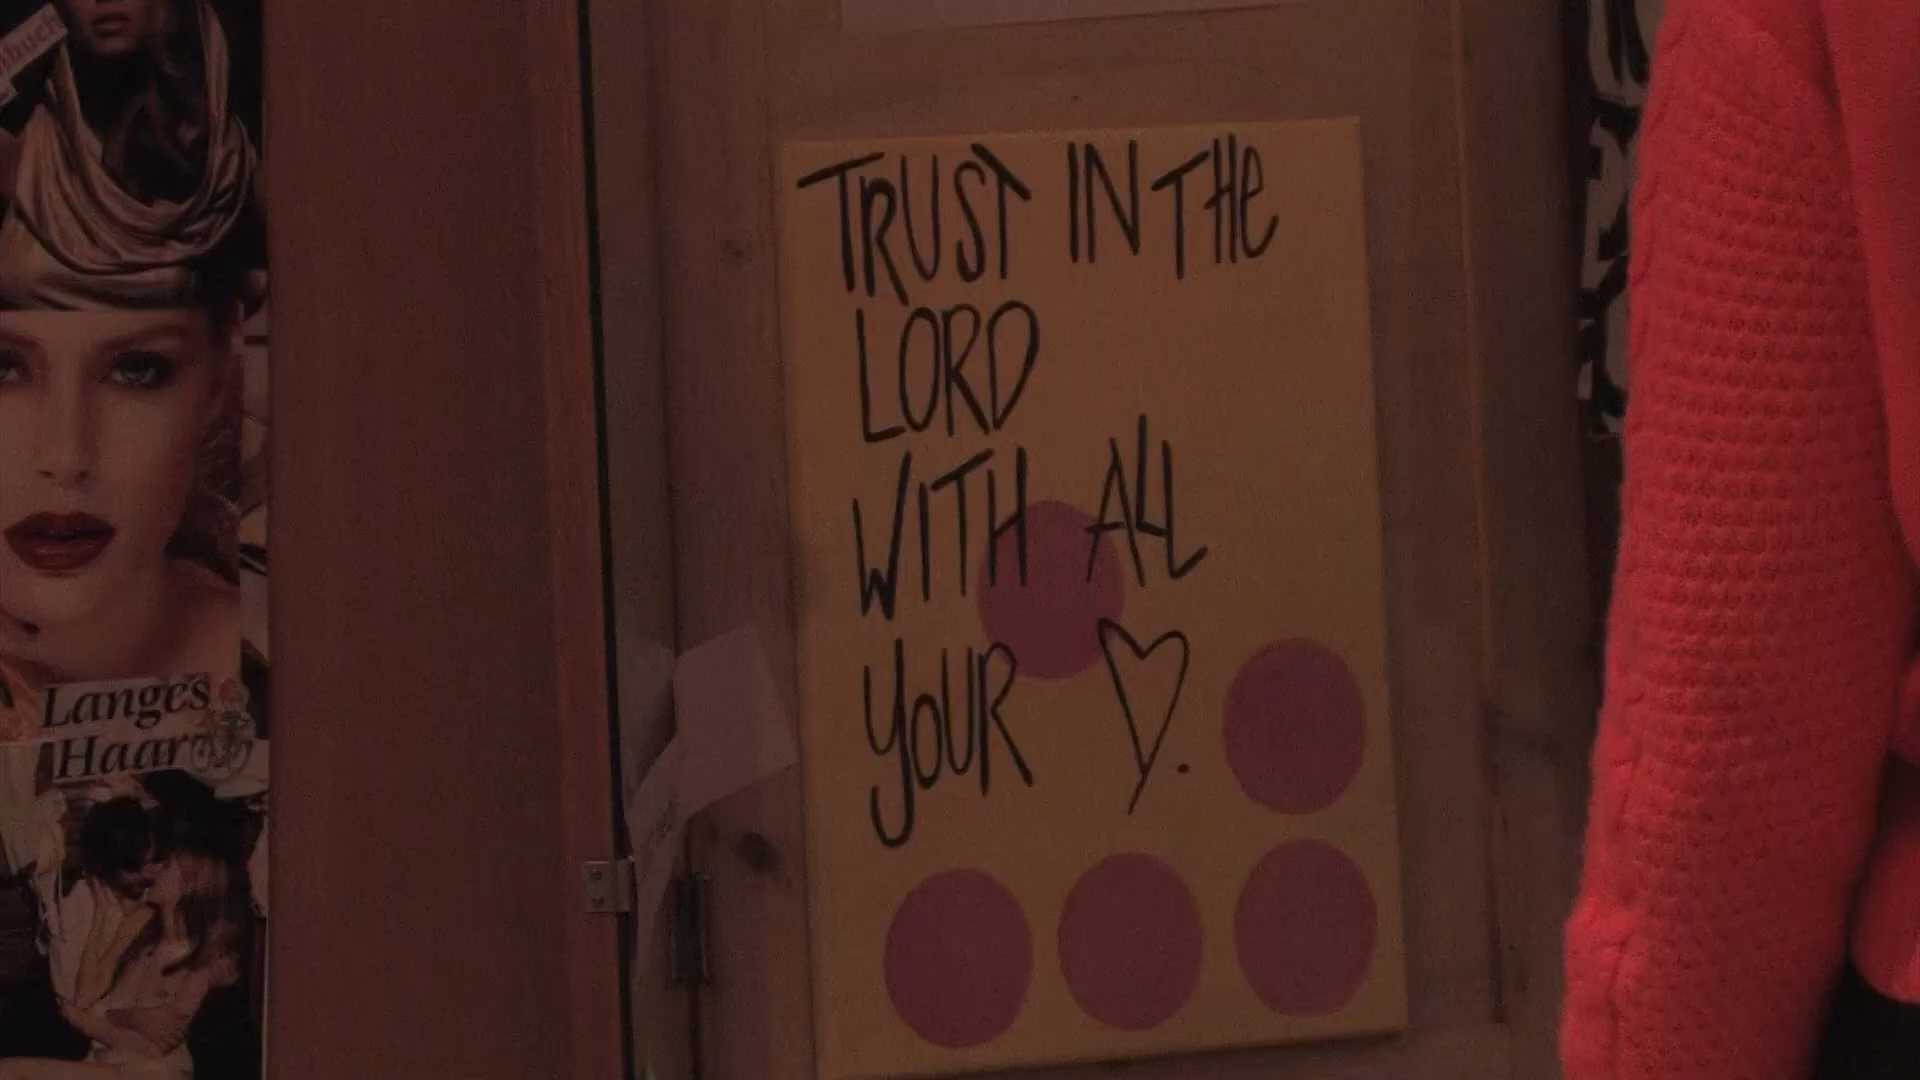 TRUST IN THE
LORD
WITH ALL
YOUR ♡.
Langes
Haar